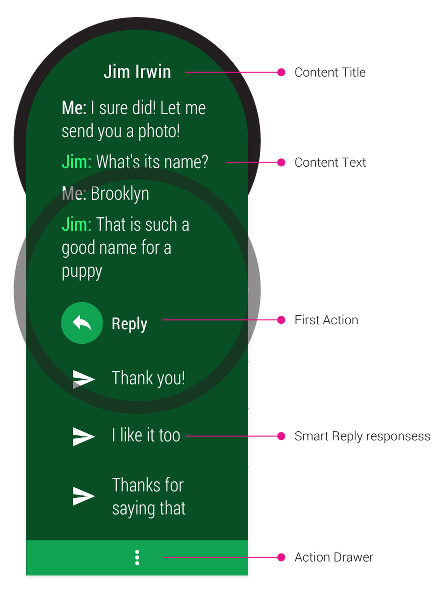 Jim Irwin
Content Title
Me: I sure did! Let me
send you a photo!
Jim: What's its name?
Content Text
Me: Brooklyn
Jim: That is such a
good name for a
puppy
Reply
First Action
Thank you!
I like it too
Smart Reply responsess
Thanks for
saying that
Action Drawer